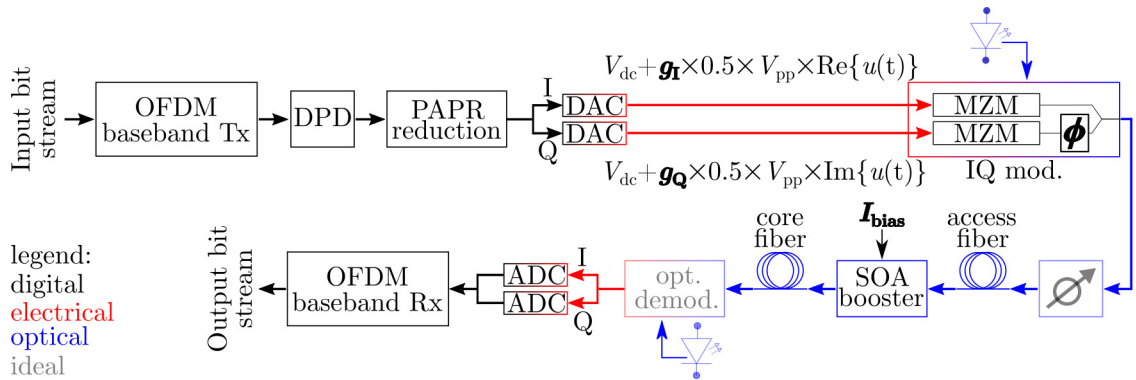 Input bit
stream
OFDM
baseband Tx
DPD
PAPR
reduction
I
Q
DAC
DAC
V_dc+g_I×0.5×V_pp×Re{u(t)}
V_dc+g_Q×0.5×V_pp×Im{u(t)}
MZM
MZM
ϕ
IQ mod.
access
fiber
I_bias
SOA
booster
core
fiber
opt.
demod.
I
Q
ADC
ADC
OFDM
baseband Rx
Output bit
stream
legend:
digital
electrical
optical
ideal